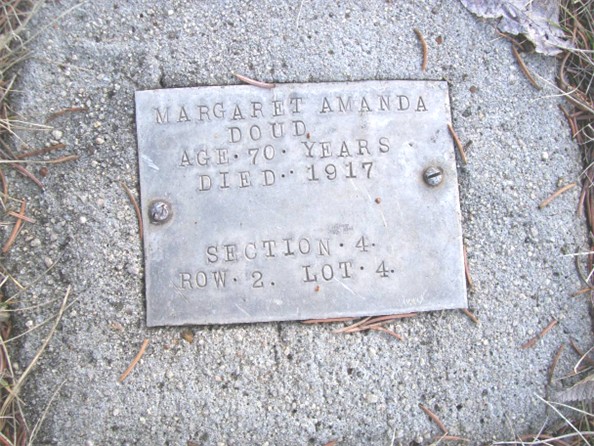 MARGARET AMANDA
DOUD
AGE·70·YEARS
DIED··1917
SECTION·4·
ROW·2. LOT·4.